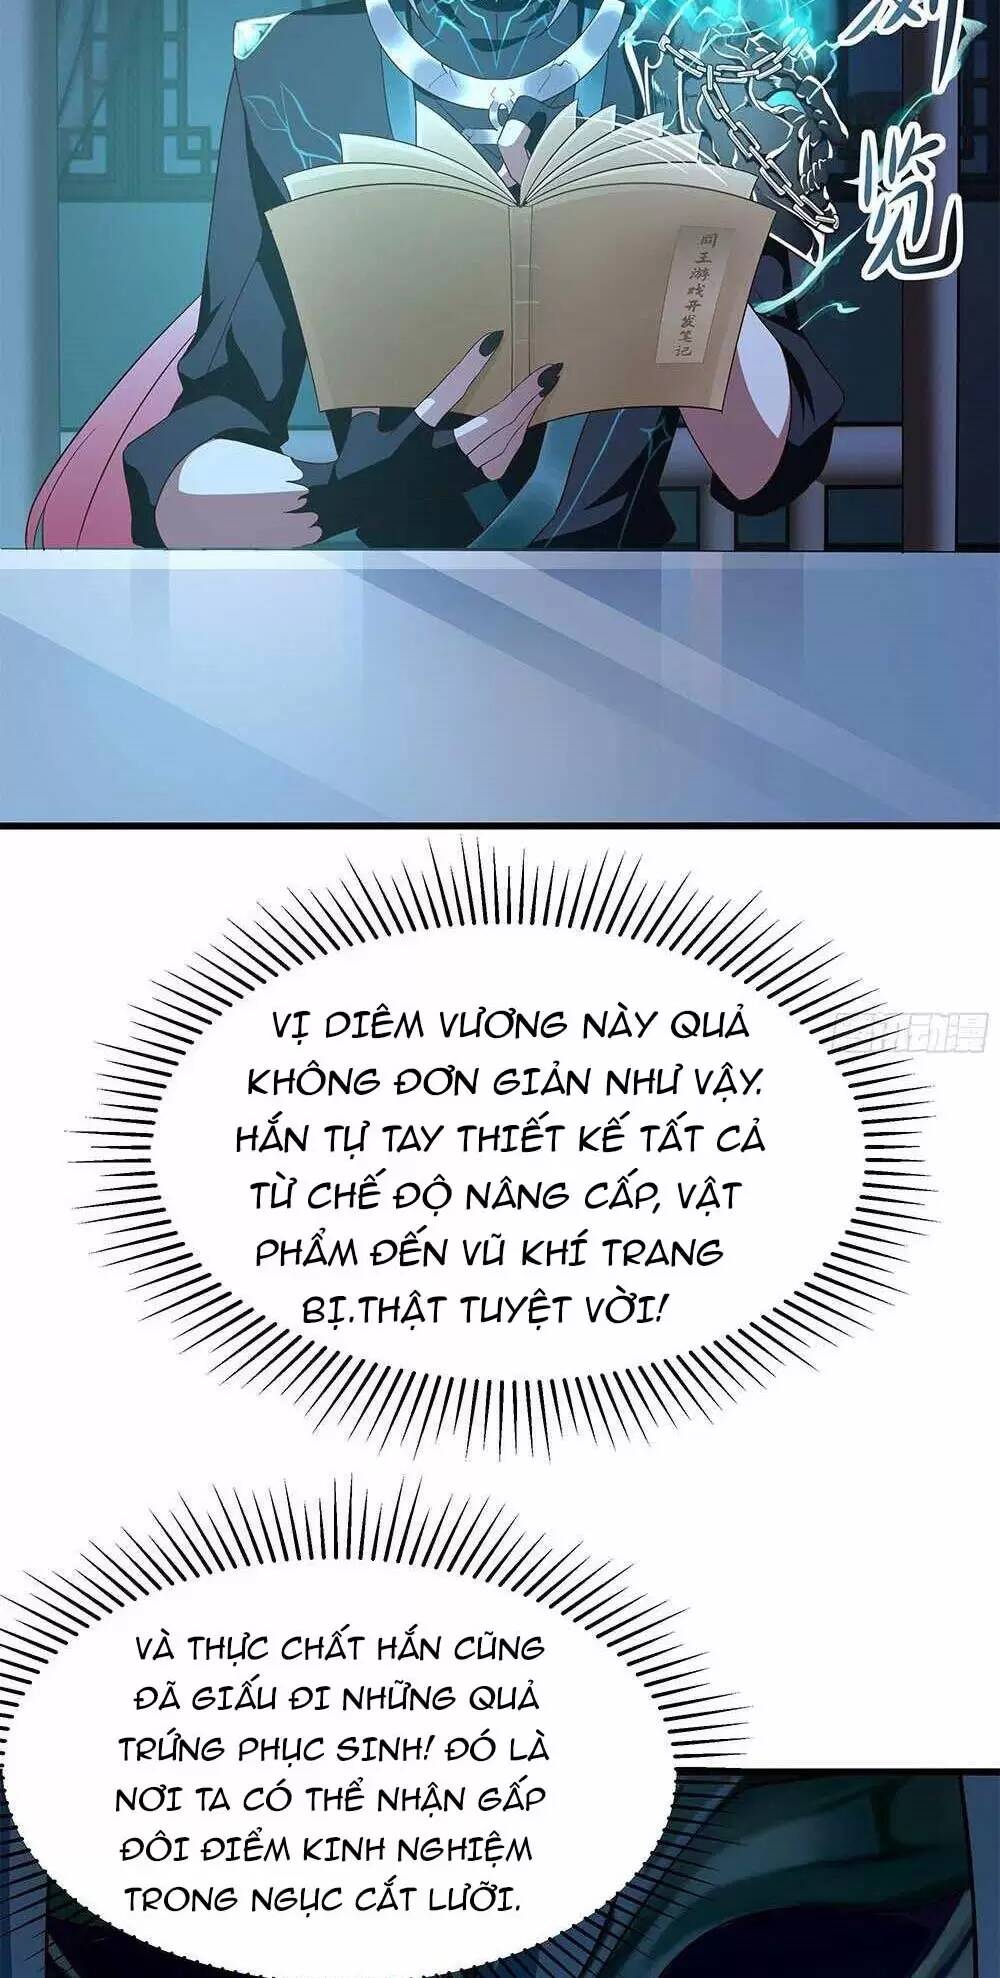 览
同王游戏开发笔记
VỊ DIÊM VƯƠNG NÀY QUẢ
KHÔNG ĐƠN GIẢN NHƯ VẬY.
HẮN TỰ TAY THIẾT KẾ TẤT CẢ
TỪ CHẾ ĐỘ NÂNG CẤP, VẬT
PHẨM ĐẾN VŨ KHÍ TRANG
BỊ.THẬT TUYỆT VỜI!
VÀ THỰC CHẤT HẮN CŨNG
ĐÃ GIẤU ĐI NHỮNG QUẢ
TRỨNG PHỤC SINH! ĐÓ LÀ
NƠI TA CÓ THỂ NHẬN GẤP
ĐÔI ĐIỂM KINH NGHIỆM
TRONG NGỤC CẮT LƯỠI.